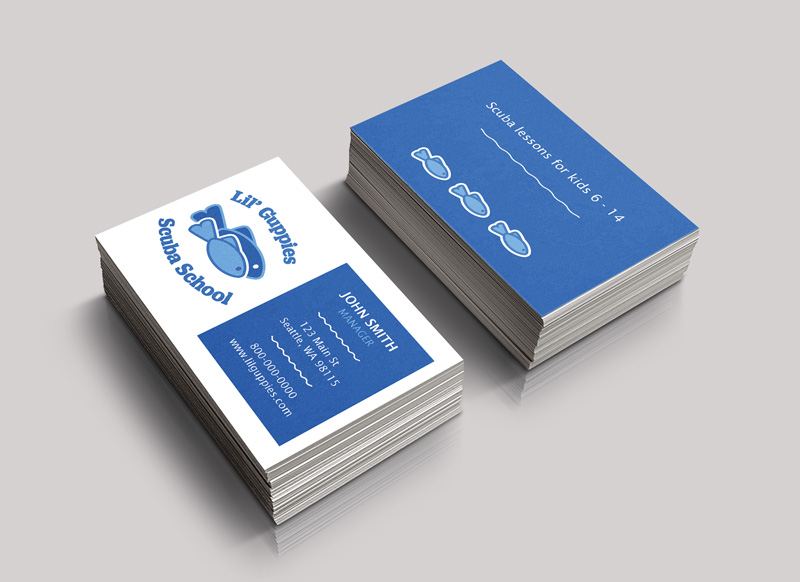 Lil' Guppies
Scuba School
JOHN SMITH
MANAGER
123 Main St
Seattle, WA 98115
800-000-0000
www.lilguppies.com
Scuba lessons for kids 6 - 14